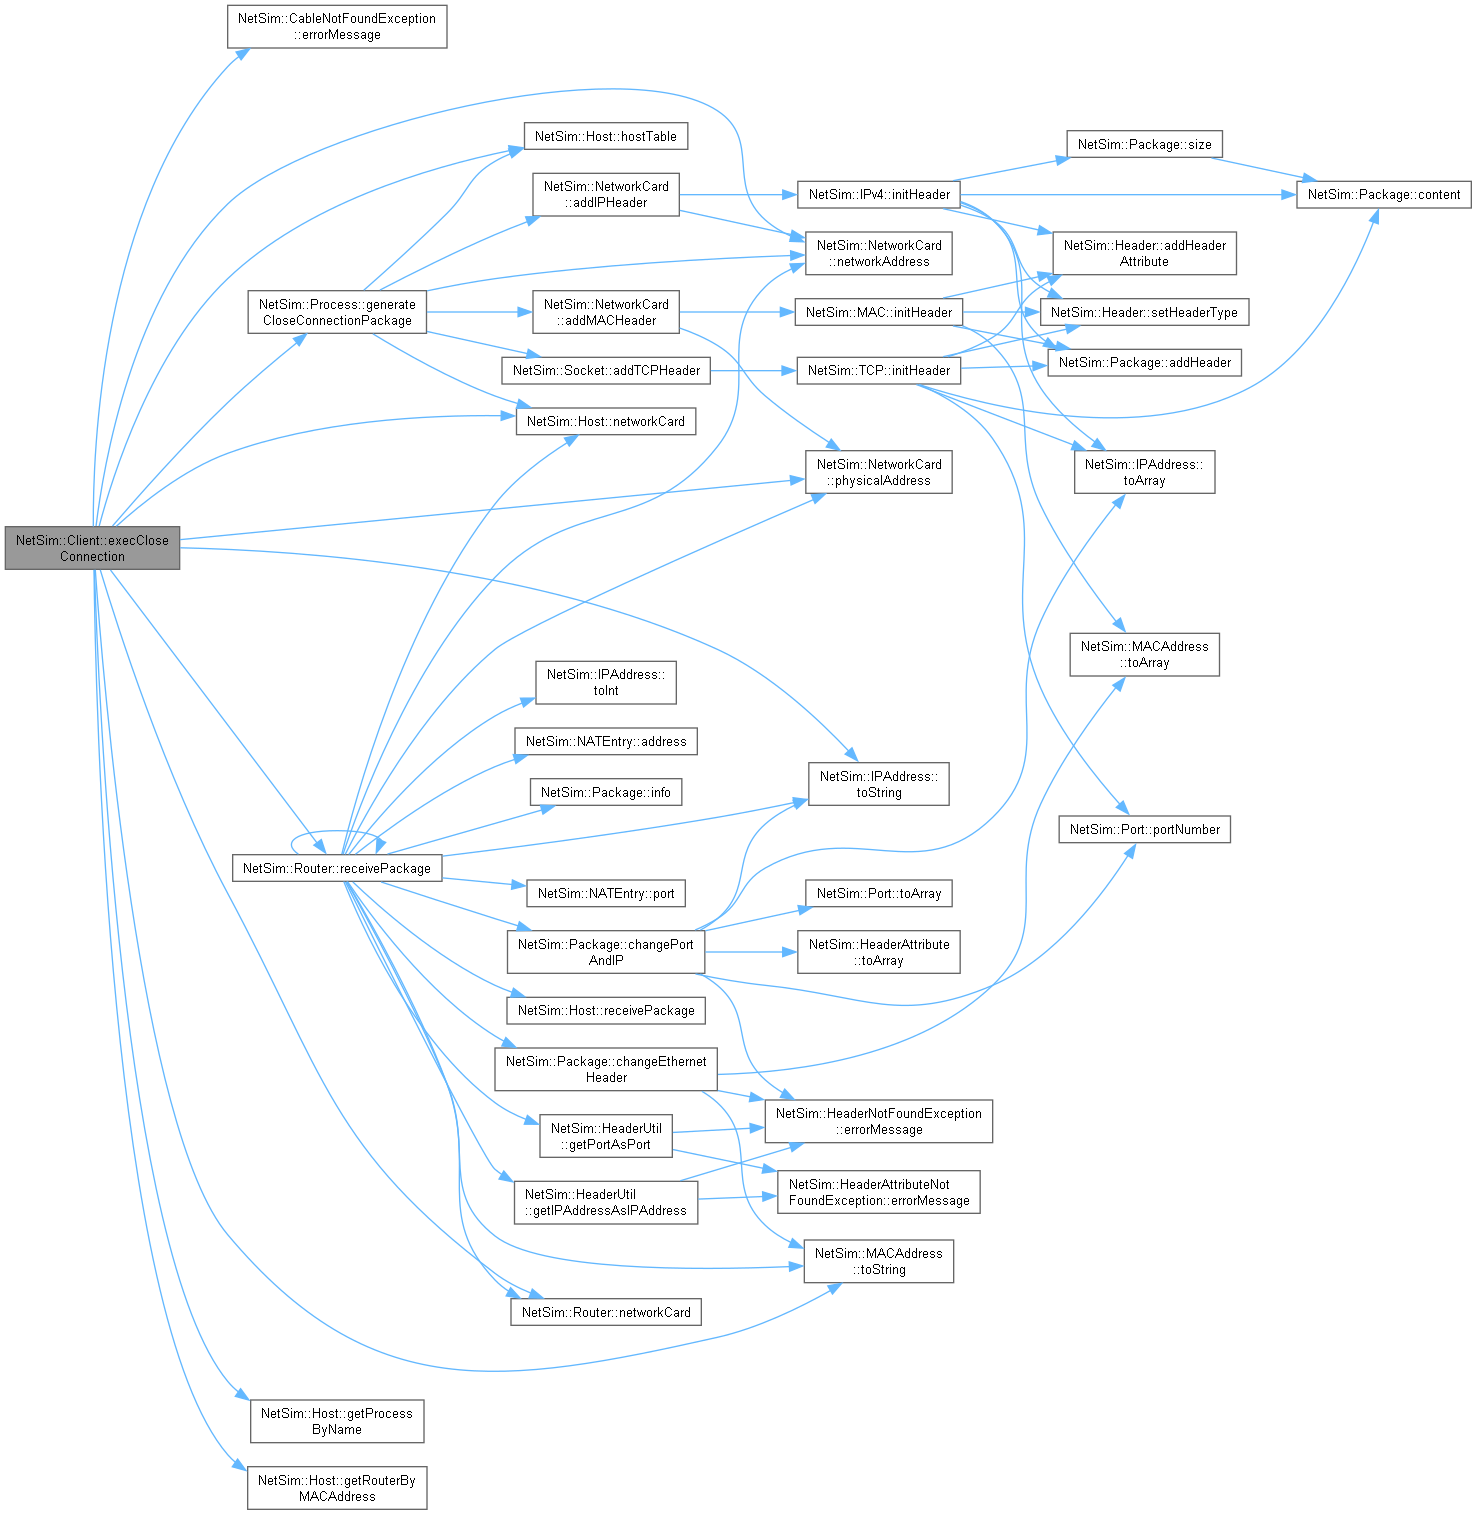 NetSim::CableNotFoundException
::errorMessage
NetSim::Host::hostTable
NetSim::Package::size
NetSim::NetworkCard
::addIPHeader
NetSim::IPv4::initHeader
NetSim::Package::content
NetSim::NetworkCard
::networkAddress
NetSim::Header::addHeader
Attribute
NetSim::Process::generate
CloseConnectionPackage
NetSim::NetworkCard
::addMACHeader
NetSim::MAC::initHeader
NetSim::Header::setHeaderType
NetSim::Socket::addTCPHeader
NetSim::TCP::initHeader
NetSim::Package::addHeader
NetSim::Host::networkCard
NetSim::NetworkCard
::physicalAddress
NetSim::IPAddress::
toArray
NetSim::Client::execClose
Connection
NetSim::MACAddress
::toArray
NetSim::IPAddress::
toInt
NetSim::NATEntry::address
NetSim::IPAddress::
toString
NetSim::Package::info
NetSim::Port::portNumber
NetSim::Router::receivePackage
NetSim::NATEntry::port
NetSim::Port::toArray
NetSim::Package::changePort
AndIP
NetSim::HeaderAttribute
::toArray
NetSim::Host::receivePackage
NetSim::Package::changeEthernet
Header
NetSim::HeaderNotFoundException
::errorMessage
NetSim::HeaderUtil
::getPortAsPort
NetSim::HeaderAttributeNot
FoundException::errorMessage
NetSim::HeaderUtil
::getIPAddressAsIPAddress
NetSim::MACAddress
::toString
NetSim::Router::networkCard
NetSim::Host::getProcess
ByName
NetSim::Host::getRouterBy
MACAddress